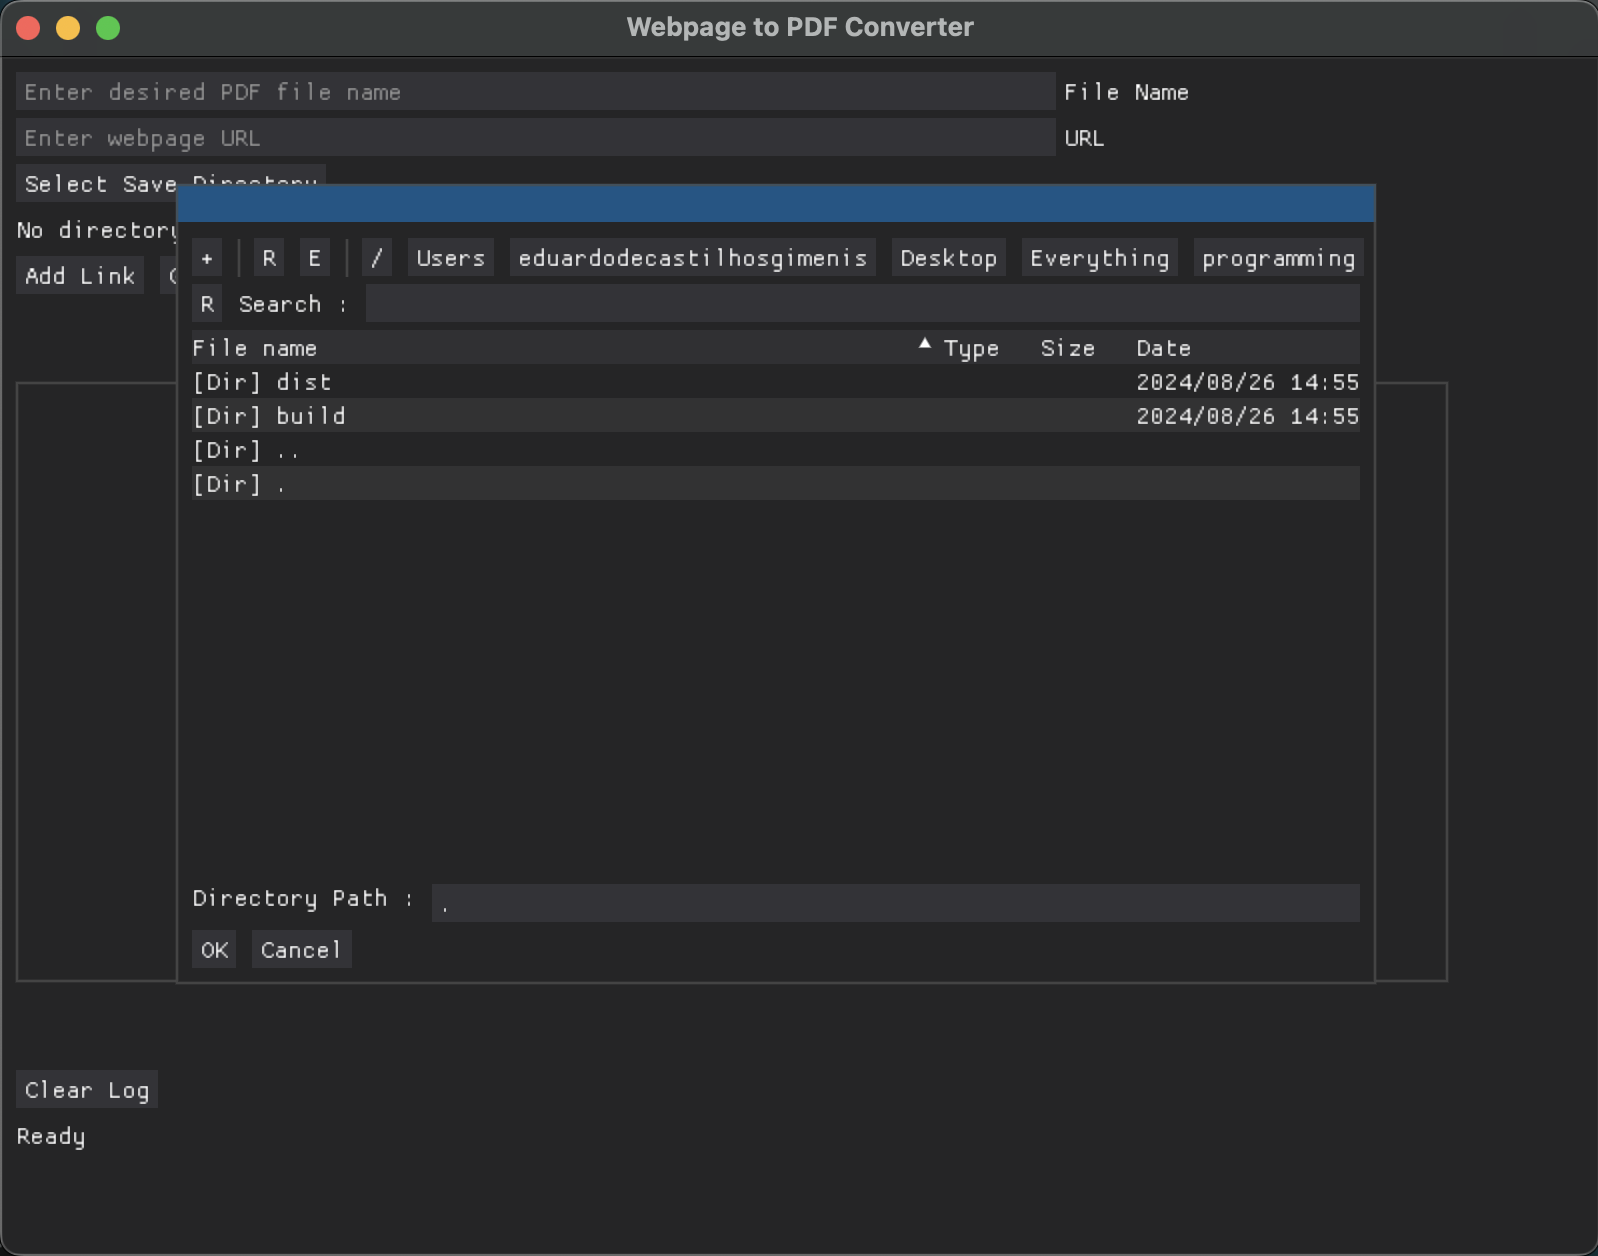 Webpage to PDF Converter
Enter desired PDF file name File Name
Enter webpage URL URL
Select Save Directory
No directory
Add Link
+ | R E | / Users eduardodecastilhosgimenis Desktop Everything programming
R Search :
File name Type Size Date
[Dir] dist 2024/08/26 14:55
[Dir] build 2024/08/26 14:55
[Dir] ..
[Dir] .
Directory Path : .
OK Cancel
Clear Log
Ready